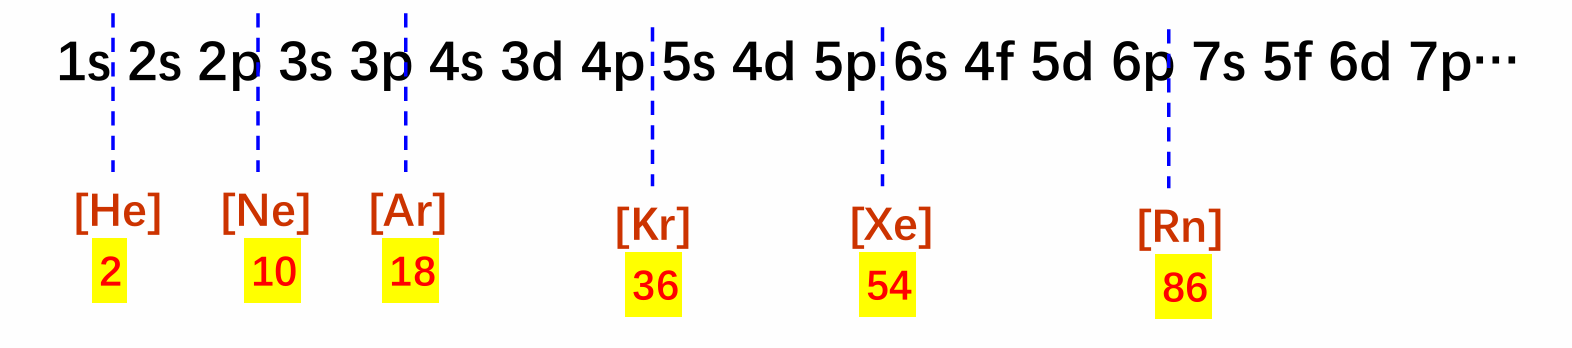 1s 2s 2p 3s 3p 4s 3d 4p 5s 4d 5p 6s 4f 5d 6p 7s 5f 6d 7p···
[He] [Ne] [Ar] [Kr] [Xe] [Rn]
2 10 18 36 54 86